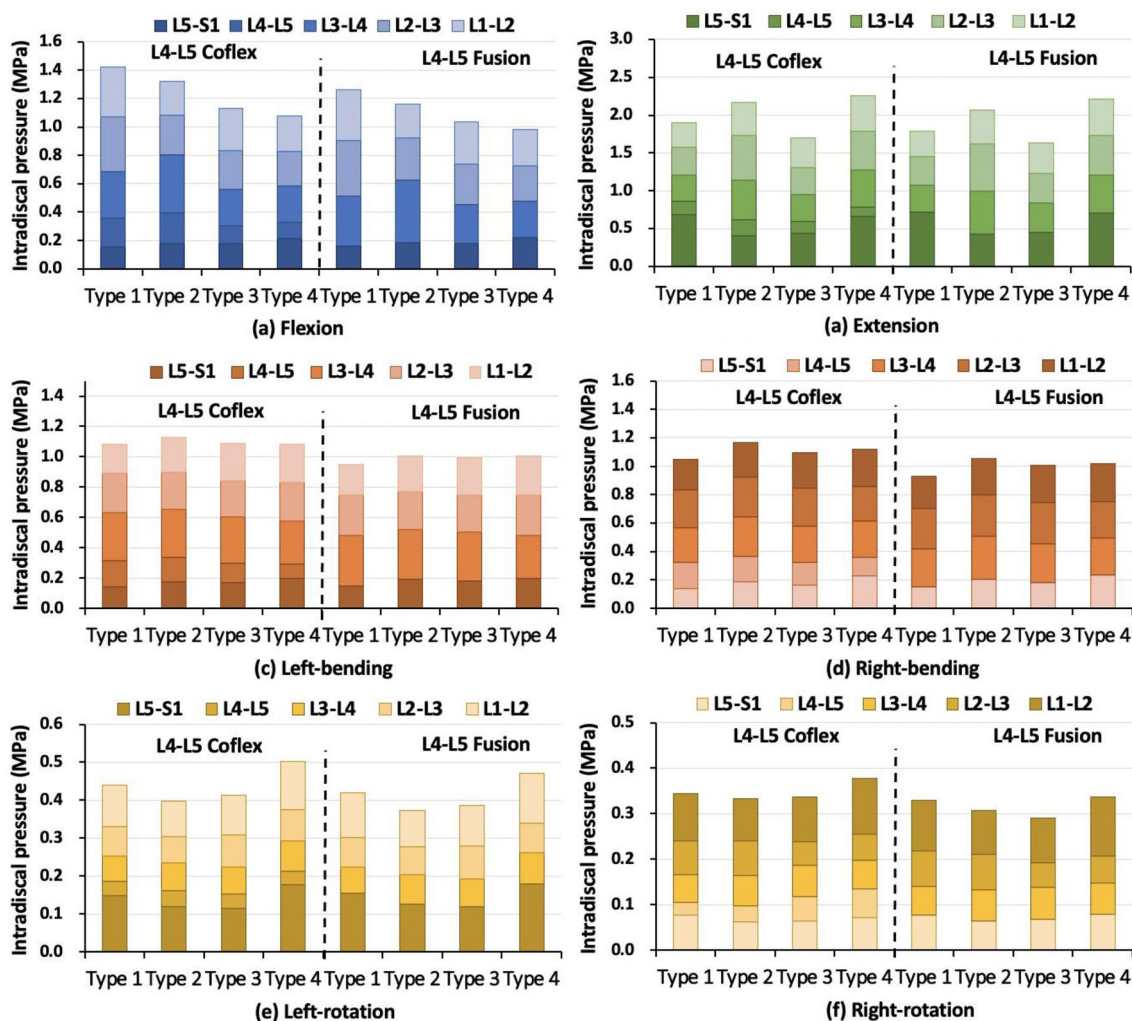 L5-S1 L4-L5 L3-L4 L2-L3 L1-L2
Intradiscal pressure (MPa)
1.6
1.4
1.2
1.0
0.8
0.6
0.4
0.2
0.0
L4-L5 Coflex
L4-L5 Fusion
Type 1 Type 2 Type 3 Type 4 Type 1 Type 2 Type 3 Type 4
(a) Flexion
L5-S1 L4-L5 L3-L4 L2-L3 L1-L2
Intradiscal pressure (MPa)
3.0
2.5
2.0
1.5
1.0
0.5
0.0
L4-L5 Coflex
L4-L5 Fusion
Type 1 Type 2 Type 3 Type 4 Type 1 Type 2 Type 3 Type 4
(a) Extension
L5-S1 L4-L5 L3-L4 L2-L3 L1-L2
Intradiscal pressure (MPa)
1.4
1.2
1.0
0.8
0.6
0.4
0.2
0.0
L4-L5 Coflex
L4-L5 Fusion
Type 1 Type 2 Type 3 Type 4 Type 1 Type 2 Type 3 Type 4
(c) Left-bending
L5-S1 L4-L5 L3-L4 L2-L3 L1-L2
Intradiscal pressure (MPa)
1.6
1.4
1.2
1.0
0.8
0.6
0.4
0.2
0.0
L4-L5 Coflex
L4-L5 Fusion
Type 1 Type 2 Type 3 Type 4 Type 1 Type 2 Type 3 Type 4
(d) Right-bending
L5-S1 L4-L5 L3-L4 L2-L3 L1-L2
Intradiscal pressure (MPa)
0.6
0.5
0.4
0.3
0.2
0.1
0.0
L4-L5 Coflex
L4-L5 Fusion
Type 1 Type 2 Type 3 Type 4 Type 1 Type 2 Type 3 Type 4
(e) Left-rotation
L5-S1 L4-L5 L3-L4 L2-L3 L1-L2
Intradiscal pressure (MPa)
0.5
0.4
0.3
0.2
0.1
0.0
L4-L5 Coflex
L4-L5 Fusion
Type 1 Type 2 Type 3 Type 4 Type 1 Type 2 Type 3 Type 4
(f) Right-rotation